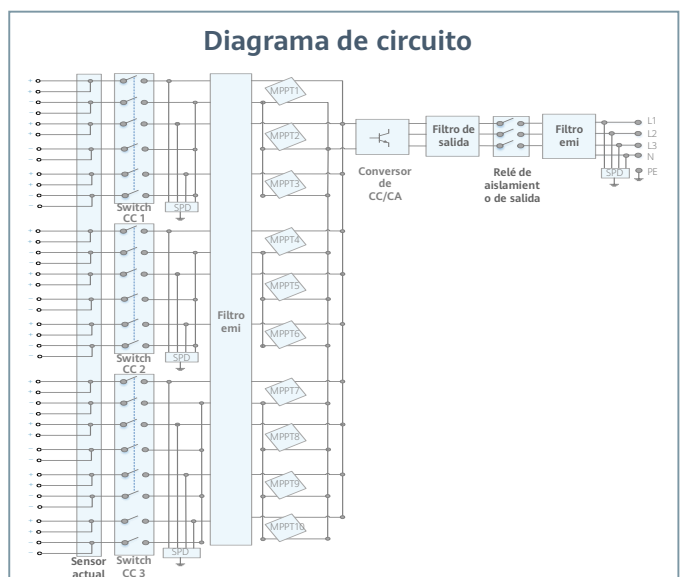 Diagrama de circuito
MPPT1
MPPT2
MPPT3
SPD
Switch
CC 1
MPPT4
MPPT5
MPPT6
SPD
Switch
CC 2
MPPT7
MPPT8
MPPT9
MPPT10
SPD
Sensor
actual
Switch
CC 3
Filtro
emi
Conversor
de
CC/CA
Filtro de
salida
Relé de
aislamient
o de salida
Filtro
emi
L1
L2
L3
N
SPD
PE